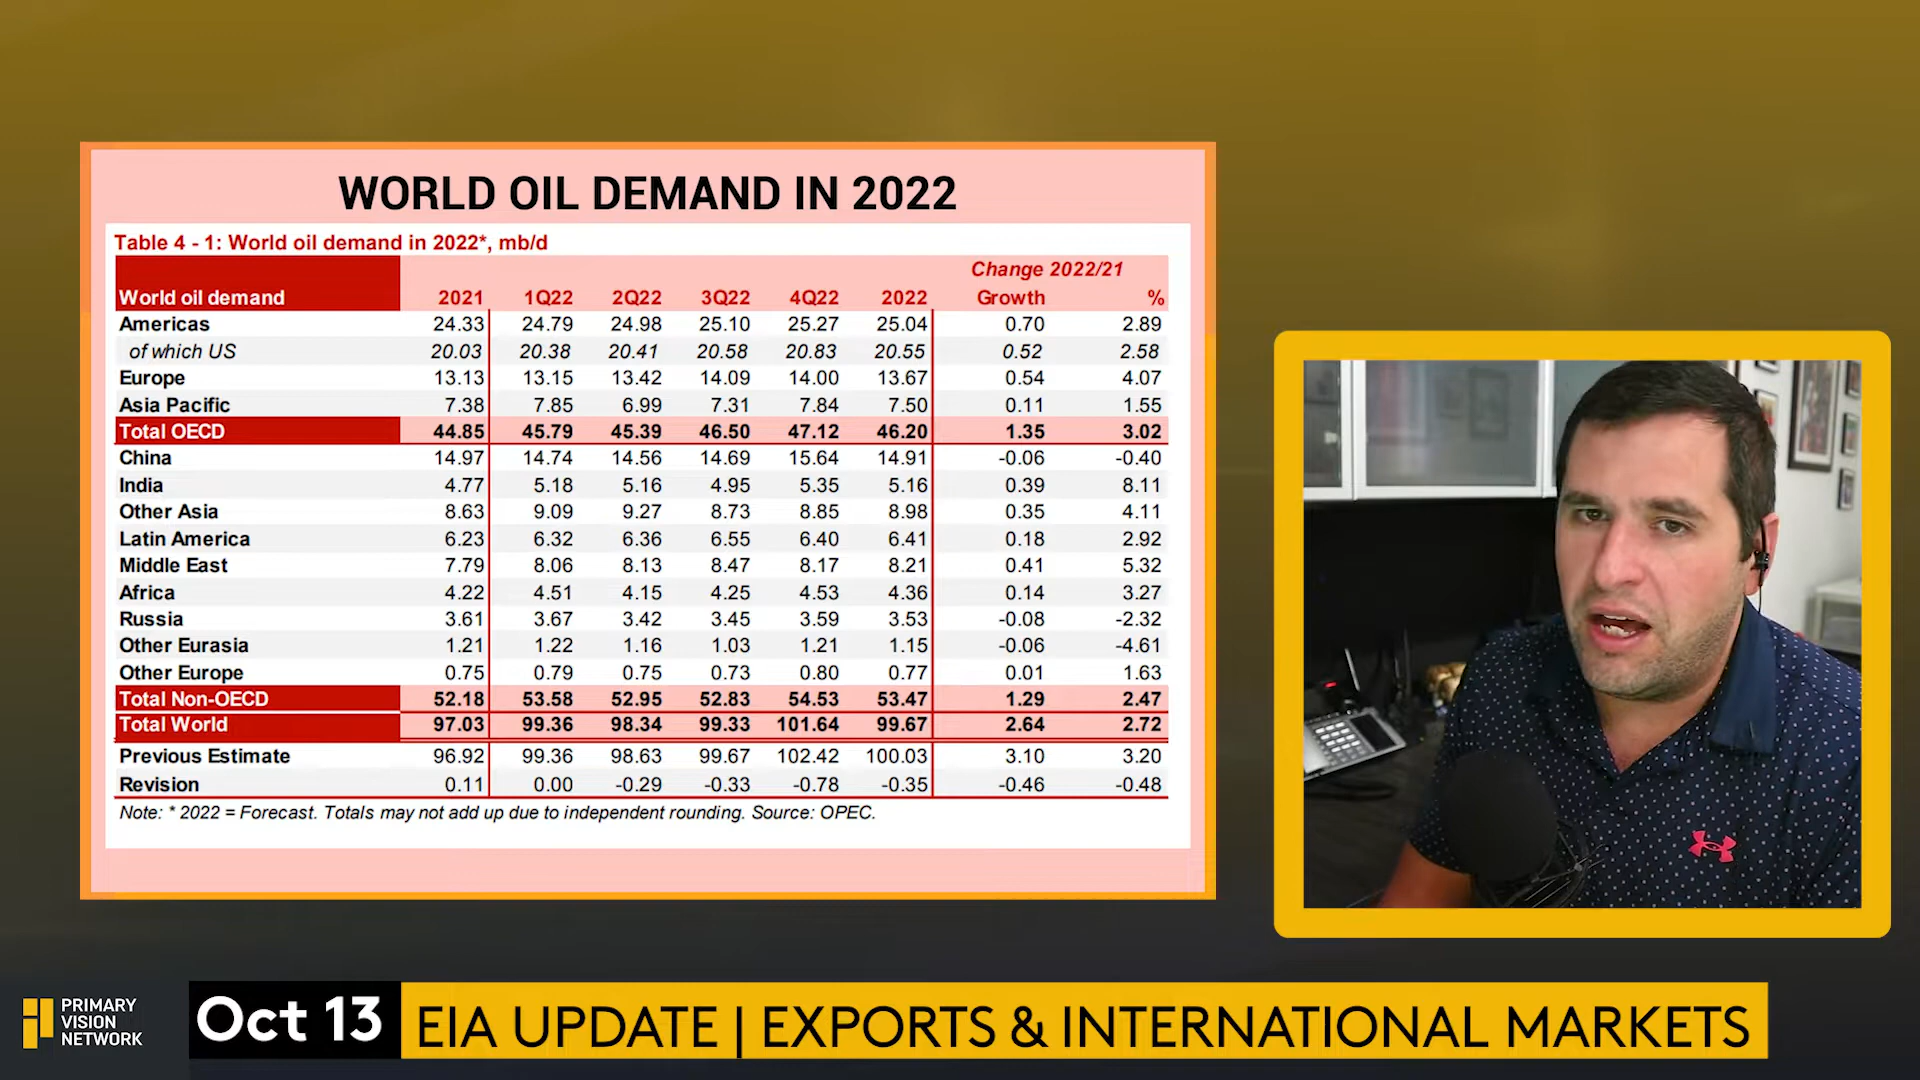 WORLD OIL DEMAND IN 2022
Table 4 - 1: World oil demand in 2022*, mb/d
Change 2022/21
World oil demand 2021 1Q22 2Q22 3Q22 4Q22 2022 Growth %
Americas 24.33 24.79 24.98 25.10 25.27 25.04 0.70 2.89
of which US 20.03 20.38 20.41 20.58 20.83 20.55 0.52 2.58
Europe 13.13 13.15 13.42 14.09 14.00 13.67 0.54 4.07
Asia Pacific 7.38 7.85 6.99 7.31 7.84 7.50 0.11 1.55
Total OECD 44.85 45.79 45.39 46.50 47.12 46.20 1.35 3.02
China 14.97 14.74 14.56 14.69 15.64 14.91 -0.06 -0.40
India 4.77 5.18 5.16 4.95 5.35 5.16 0.39 8.11
Other Asia 8.63 9.09 9.27 8.73 8.85 8.98 0.35 4.11
Latin America 6.23 6.32 6.36 6.55 6.40 6.41 0.18 2.92
Middle East 7.79 8.06 8.13 8.47 8.17 8.21 0.41 5.32
Africa 4.22 4.51 4.15 4.25 4.53 4.36 0.14 3.27
Russia 3.61 3.67 3.42 3.45 3.59 3.53 -0.08 -2.32
Other Eurasia 1.21 1.22 1.16 1.03 1.21 1.15 -0.06 -4.61
Other Europe 0.75 0.79 0.75 0.73 0.80 0.77 0.01 1.63
Total Non-OECD 52.18 53.58 52.95 52.83 54.53 53.47 1.29 2.47
Total World 97.03 99.36 98.34 99.33 101.64 99.67 2.64 2.72
Previous Estimate 96.92 99.36 98.63 99.67 102.42 100.03 3.10 3.20
Revision 0.11 0.00 -0.29 -0.33 -0.78 -0.35 -0.46 -0.48
Note: * 2022 = Forecast. Totals may not add up due to independent rounding. Source: OPEC.
PRIMARY
VISION
NETWORK
Oct 13
EIA UPDATE | EXPORTS & INTERNATIONAL MARKETS